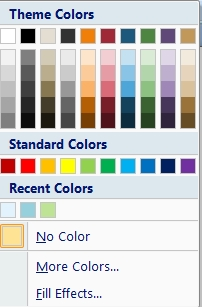 Theme Colors
Standard Colors
Recent Colors
No Color
More Colors...
Fill Effects...